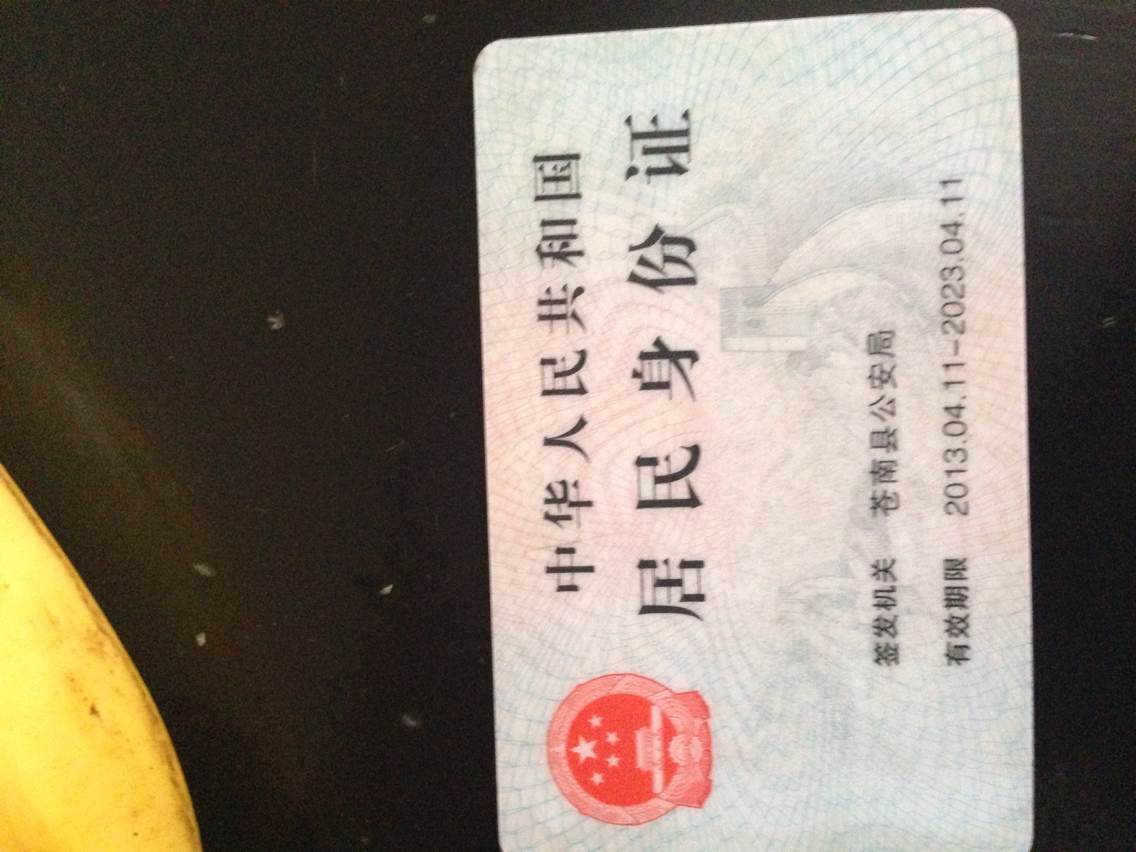 中华人民共和国
居民身份证
签发机关 苍南县公安局
有效期限 2013.04.11-2023.04.11